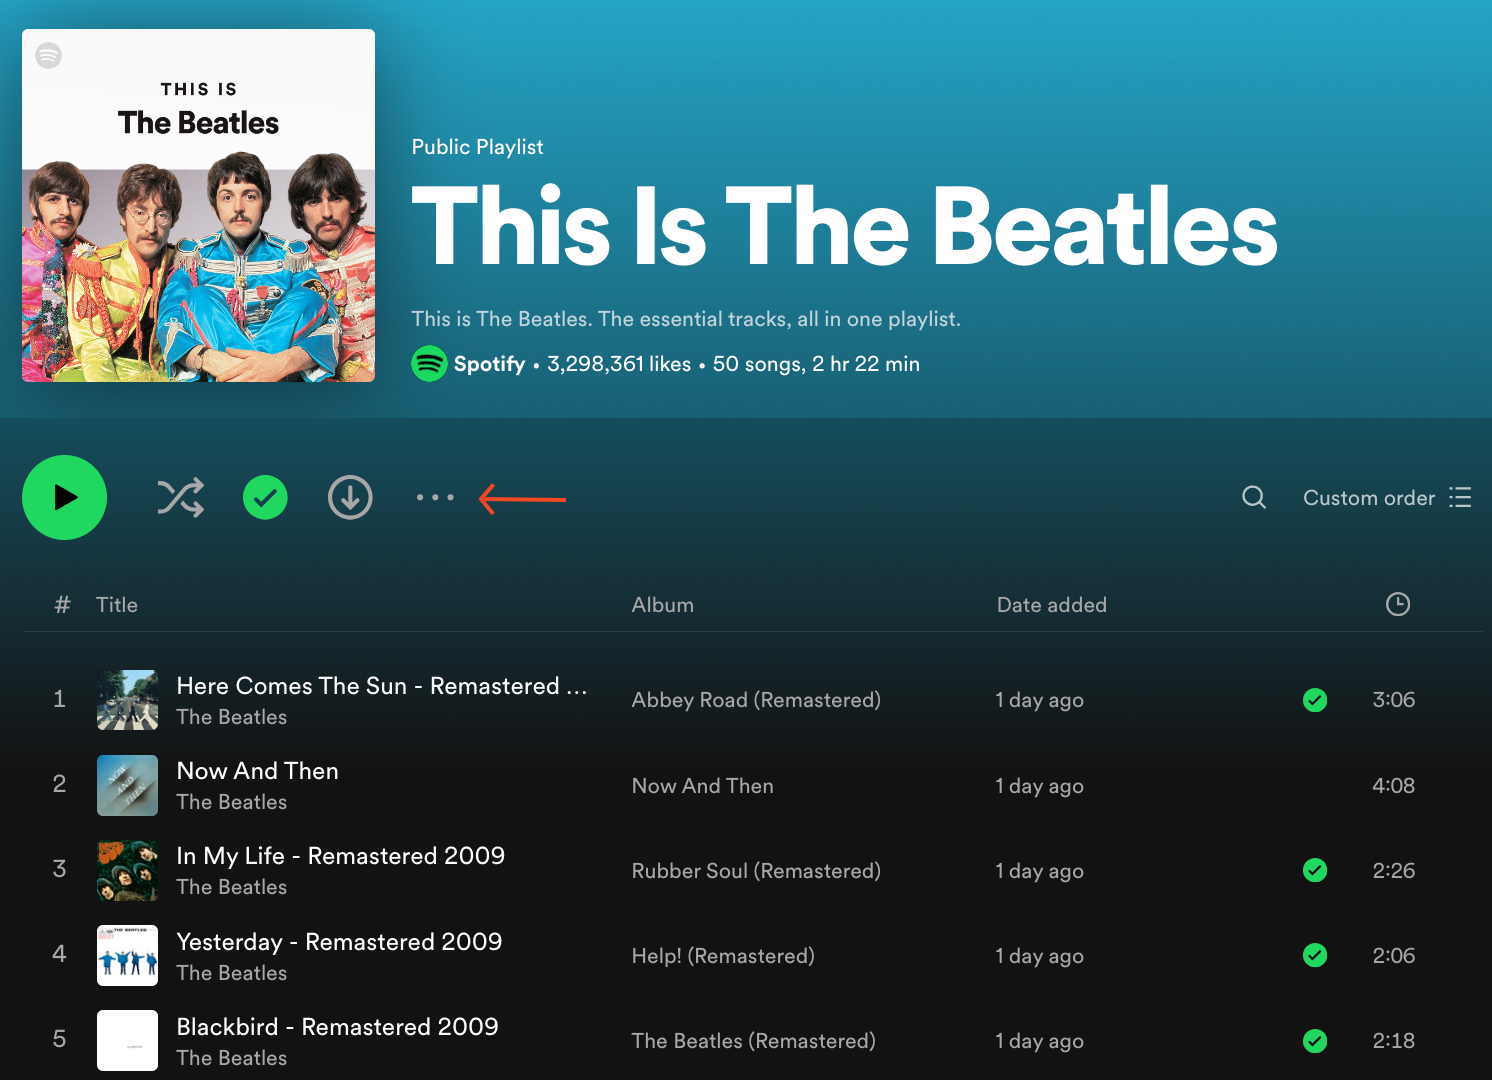 THIS IS
The Beatles
Public Playlist
This Is The Beatles
This is The Beatles. The essential tracks, all in one playlist.
Spotify • 3,298,361 likes • 50 songs, 2 hr 22 min
Custom order
# Title Album Date added
1 Here Comes The Sun - Remastered ... Abbey Road (Remastered) 1 day ago 3:06
The Beatles
2 Now And Then Now And Then 1 day ago 4:08
The Beatles
NOW
AND
THEN
3 In My Life - Remastered 2009 Rubber Soul (Remastered) 1 day ago 2:26
The Beatles
4 Yesterday - Remastered 2009 Help! (Remastered) 1 day ago 2:06
The Beatles
THE BEATLES
5 Blackbird - Remastered 2009 The Beatles (Remastered) 1 day ago 2:18
The Beatles